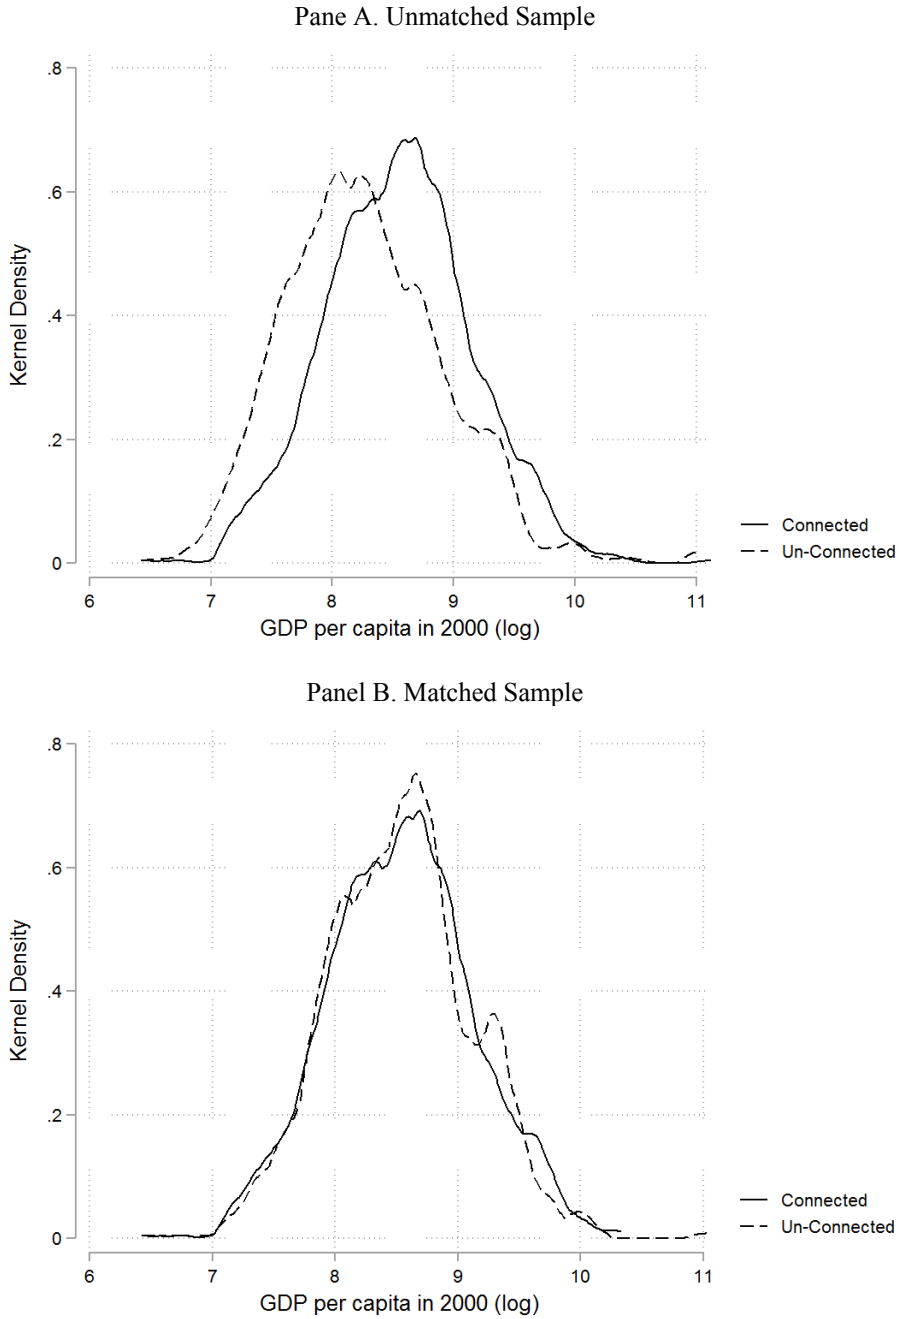 Pane A. Unmatched Sample
.8
.6
.4
.2
0
Kernel Density
6 7 8 9 10 11
GDP per capita in 2000 (log)
Connected
Un-Connected
Panel B. Matched Sample
.8
.6
.4
.2
0
Kernel Density
6 7 8 9 10 11
GDP per capita in 2000 (log)
Connected
Un-Connected